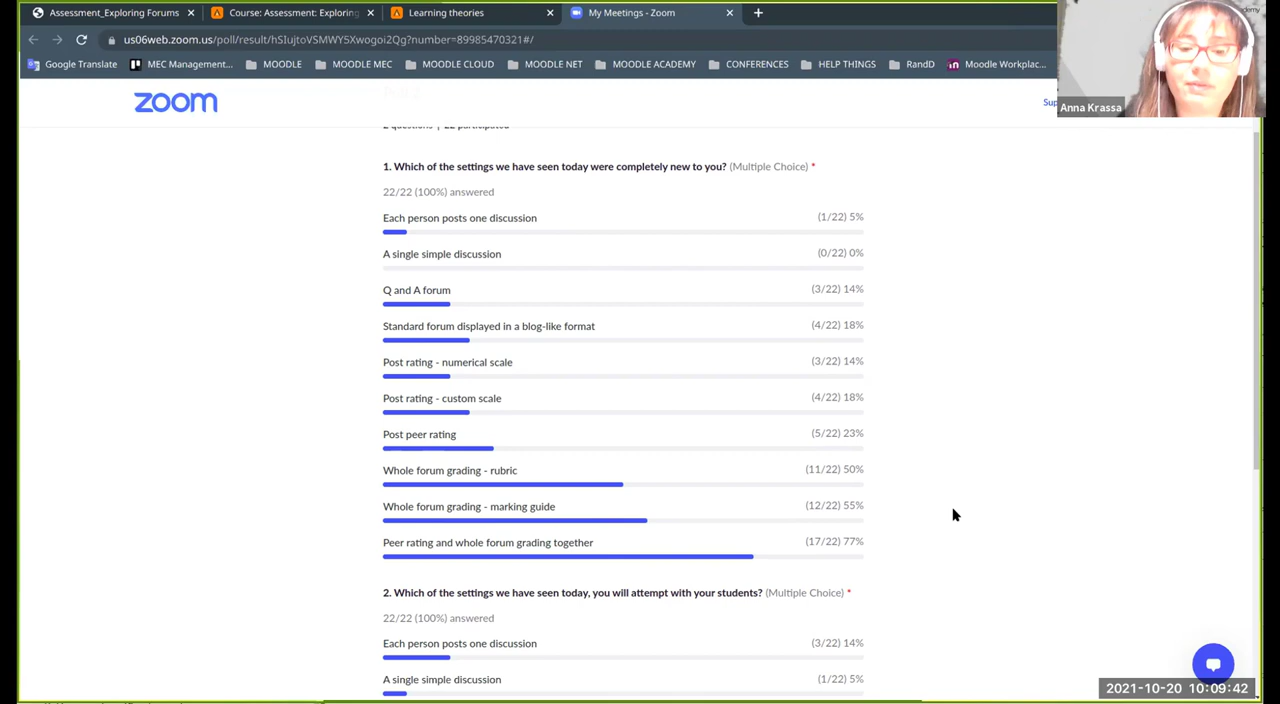 Assessment_Exploring Forums
Course: Assessment: Exploring
Learning theories
My Meetings - Zoom
us06web.zoom.us/poll/result/hSIujtoVSMWY5Xwogoi2Qg?number=89985470321#/
Google Translate
MEC Management...
MOODLE
MOODLE MEC
MOODLE CLOUD
MOODLE NET
MOODLE ACADEMY
CONFERENCES
HELP THINGS
RandD
Moodle Workplac...
Anna Krassa
zoom
Sup
2 questions | 22 participated
1. Which of the settings we have seen today were completely new to you? (Multiple Choice) *
22/22 (100%) answered
Each person posts one discussion (1/22) 5%
A single simple discussion (0/22) 0%
Q and A forum (3/22) 14%
Standard forum displayed in a blog-like format (4/22) 18%
Post rating - numerical scale (3/22) 14%
Post rating - custom scale (4/22) 18%
Post peer rating (5/22) 23%
Whole forum grading - rubric (11/22) 50%
Whole forum grading - marking guide (12/22) 55%
Peer rating and whole forum grading together (17/22) 77%
2. Which of the settings we have seen today, you will attempt with your students? (Multiple Choice) *
22/22 (100%) answered
Each person posts one discussion (3/22) 14%
A single simple discussion (1/22) 5%
2021-10-20 10:09:42